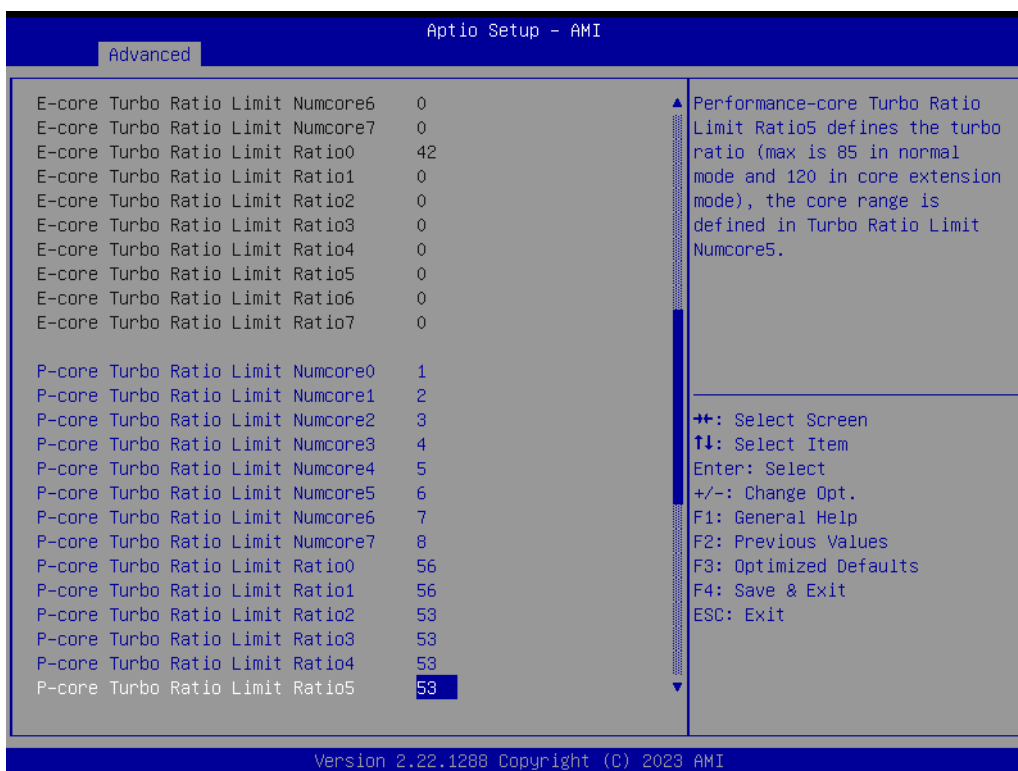 Aptio Setup – AMI
Advanced
E-core Turbo Ratio Limit Numcore6 0
E-core Turbo Ratio Limit Numcore7 0
E-core Turbo Ratio Limit Ratio0 42
E-core Turbo Ratio Limit Ratio1 0
E-core Turbo Ratio Limit Ratio2 0
E-core Turbo Ratio Limit Ratio3 0
E-core Turbo Ratio Limit Ratio4 0
E-core Turbo Ratio Limit Ratio5 0
E-core Turbo Ratio Limit Ratio6 0
E-core Turbo Ratio Limit Ratio7 0
P-core Turbo Ratio Limit Numcore0 1
P-core Turbo Ratio Limit Numcore1 2
P-core Turbo Ratio Limit Numcore2 3
P-core Turbo Ratio Limit Numcore3 4
P-core Turbo Ratio Limit Numcore4 5
P-core Turbo Ratio Limit Numcore5 6
P-core Turbo Ratio Limit Numcore6 7
P-core Turbo Ratio Limit Numcore7 8
P-core Turbo Ratio Limit Ratio0 56
P-core Turbo Ratio Limit Ratio1 56
P-core Turbo Ratio Limit Ratio2 53
P-core Turbo Ratio Limit Ratio3 53
P-core Turbo Ratio Limit Ratio4 53
P-core Turbo Ratio Limit Ratio5 53
Performance-core Turbo Ratio
Limit Ratio5 defines the turbo
ratio (max is 85 in normal
mode and 120 in core extension
mode), the core range is
defined in Turbo Ratio Limit
Numcore5.
→←: Select Screen
↑↓: Select Item
Enter: Select
+/-: Change Opt.
F1: General Help
F2: Previous Values
F3: Optimized Defaults
F4: Save & Exit
ESC: Exit
Version 2.22.1288 Copyright (C) 2023 AMI